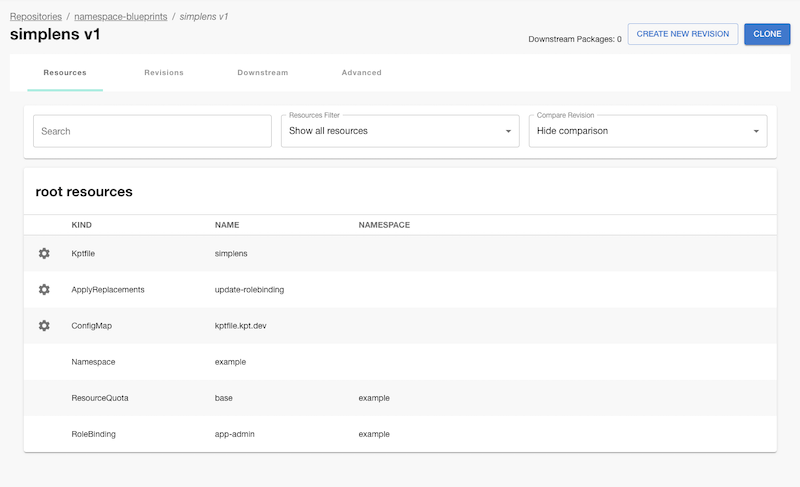 Repositories / namespace-blueprints / simplens v1
simplens v1
Downstream Packages: 0
CREATE NEW REVISION
CLONE
Resources Revisions Downstream Advanced
Search
Resources Filter
Show all resources
Compare Revision
Hide comparison
root resources
KIND NAME NAMESPACE
Kptfile simplens
ApplyReplacements update-rolebinding
ConfigMap kptfile.kpt.dev
Namespace example
ResourceQuota base example
RoleBinding app-admin example